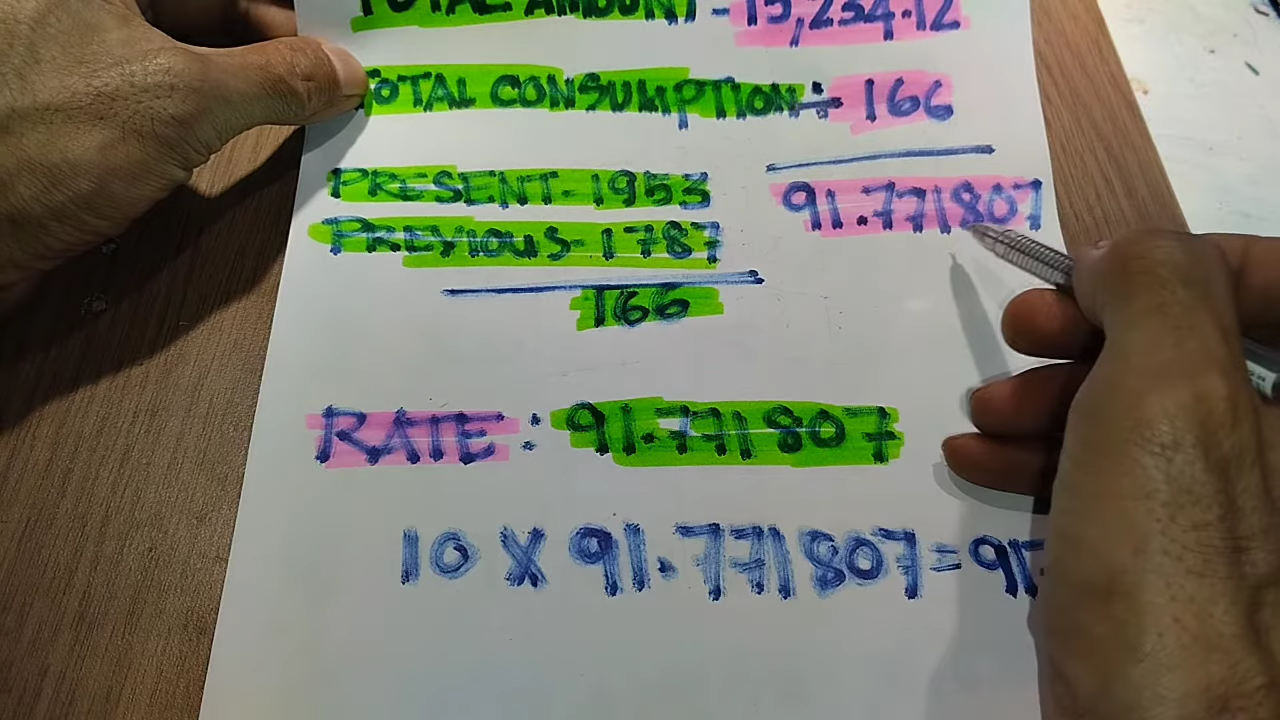 TOTAL AMOUNT - 15,234.12
TOTAL CONSUMPTION ÷ 166
91.771807
PRESENT - 1953
PREVIOUS - 1787
166
RATE : 91.771807
10 X 91.771807 = 91.